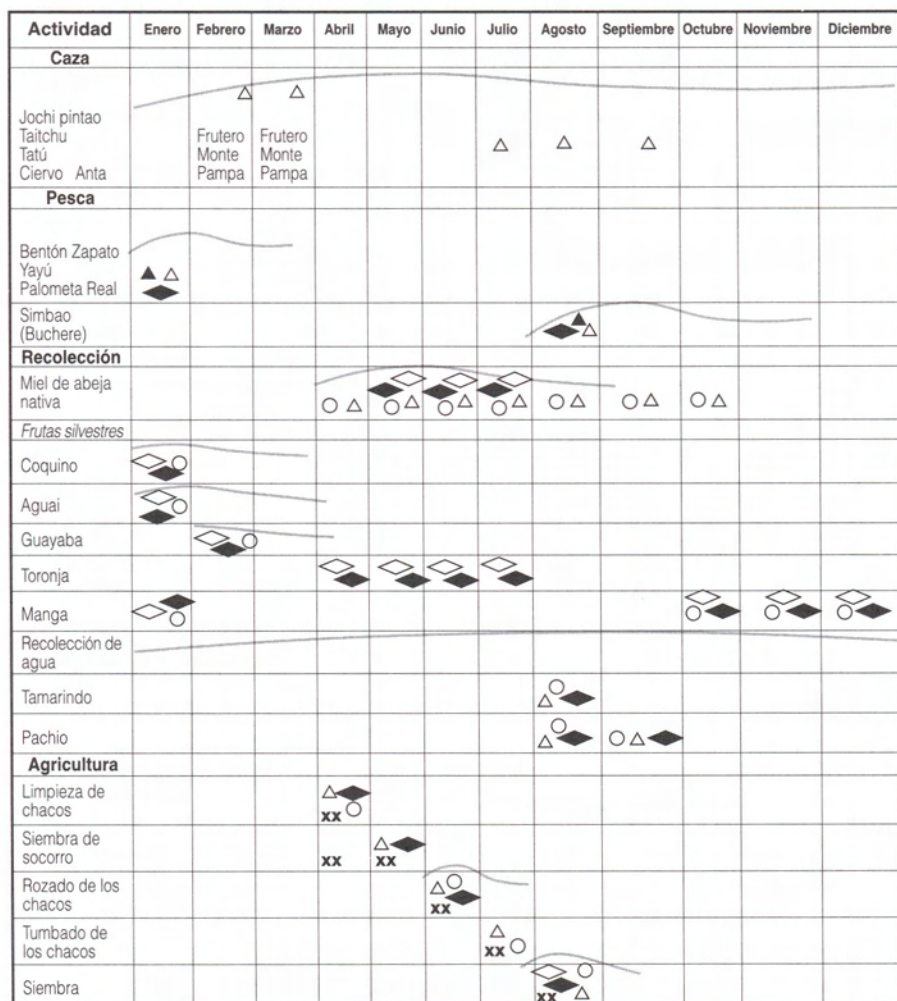 Actividad Enero Febrero Marzo Abril Mayo Junio Julio Agosto Septiembre Octubre Noviembre Diciembre
Caza
Jochi pintao
Taitchu Frutero Frutero
Tatú Monte Monte
Ciervo Anta Pampa Pampa
Pesca
Bentón Zapato
Yayú
Palometa Real
Simbao
(Buchere)
Recolección
Miel de abeja
nativa
Frutas silvestres
Coquino
Aguai
Guayaba
Toronja
Manga
Recolección de
agua
Tamarindo
Pachio
Agricultura
Limpieza de
chacos xx
Siembra de
socorro xx xx
Rozado de los
chacos xx
Tumbado de
los chacos xx
Siembra xx